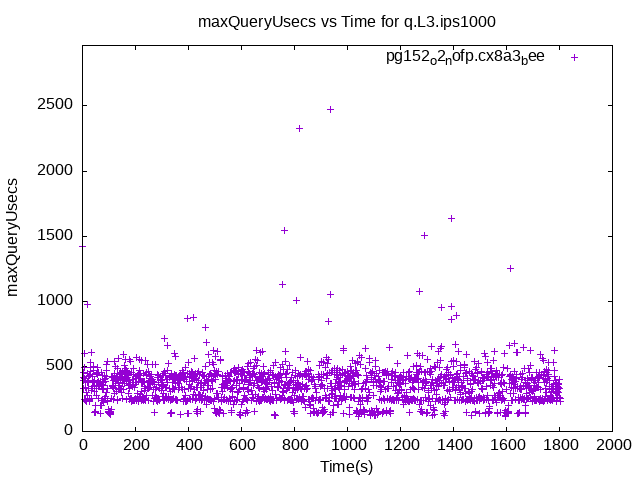 maxQueryUsecs vs Time for q.L3.ips1000
pg152o2nofp.cx8a3bee
2500
2000
1500
1000
500
0
maxQueryUsecs
0 200 400 600 800 1000 1200 1400 1600 1800 2000
Time(s)